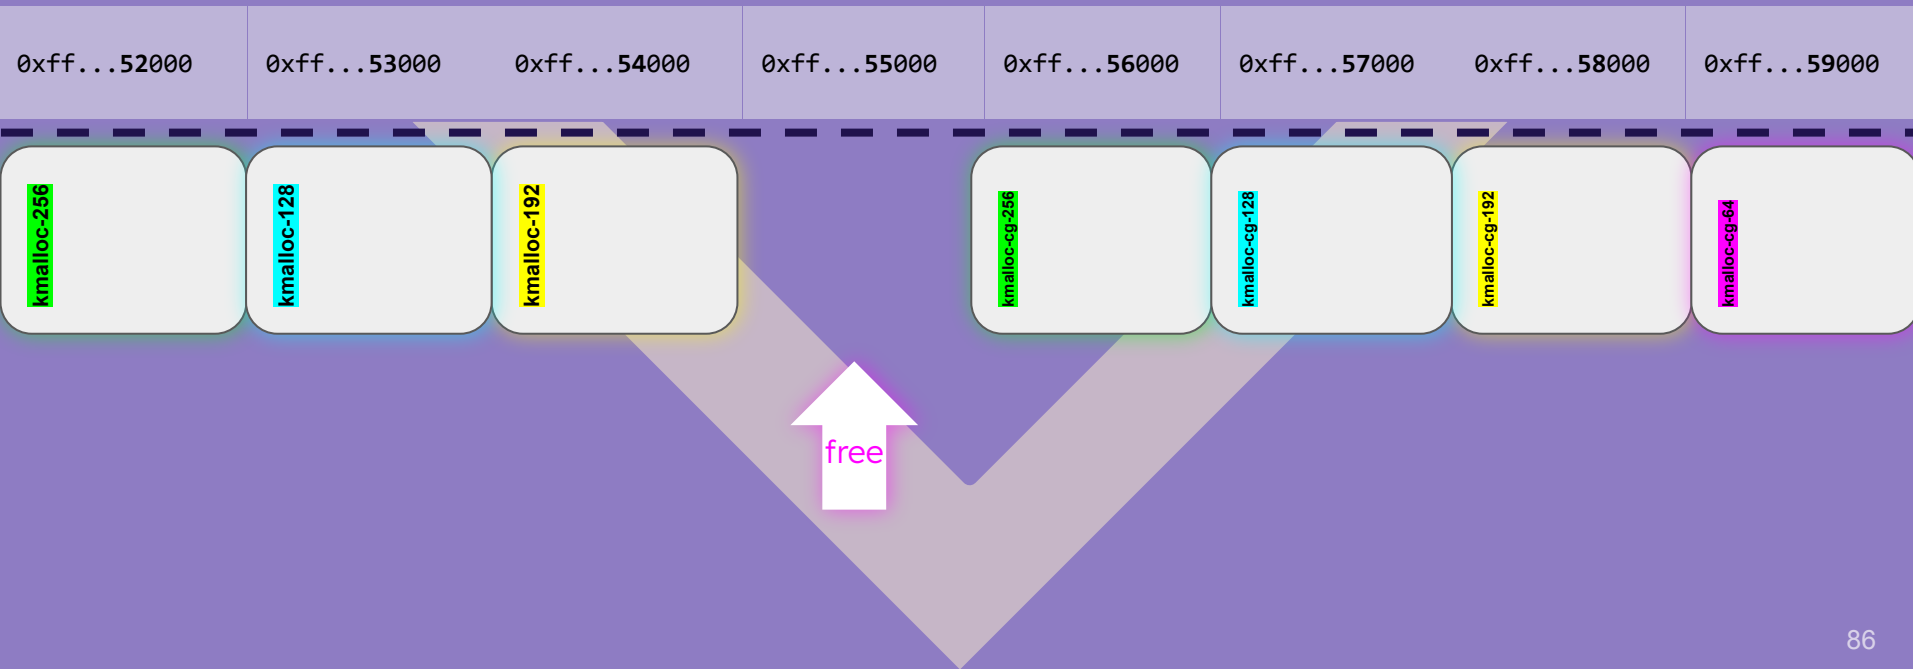 0xff...52000 0xff...53000 0xff...54000 0xff...55000 0xff...56000 0xff...57000 0xff...58000 0xff...59000
kmalloc-256
kmalloc-128
kmalloc-192
kmalloc-cg-256
kmalloc-cg-128
kmalloc-cg-192
kmalloc-cg-64
free
86